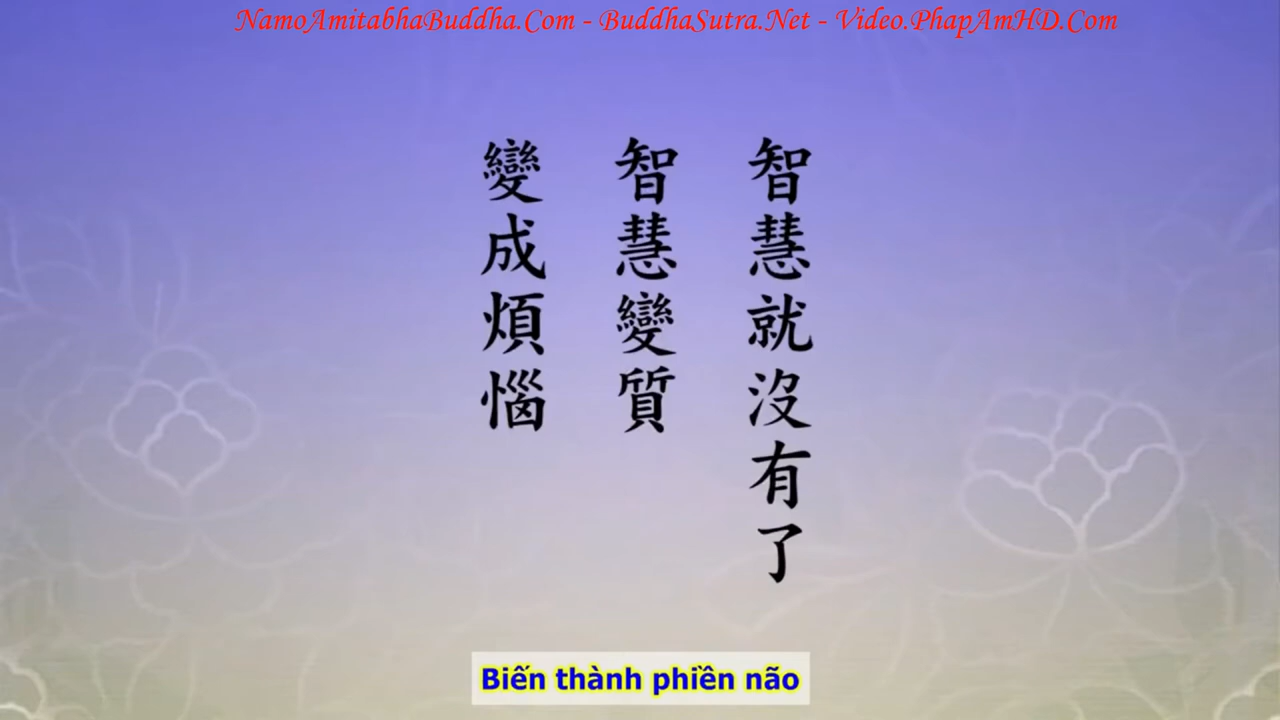 NamoAmitabhaBuddha.Com - BuddhaSutra.Net - Video.PhapAmHD.Com
智慧就沒有了
智慧變質
變成煩惱
Biến thành phiền não